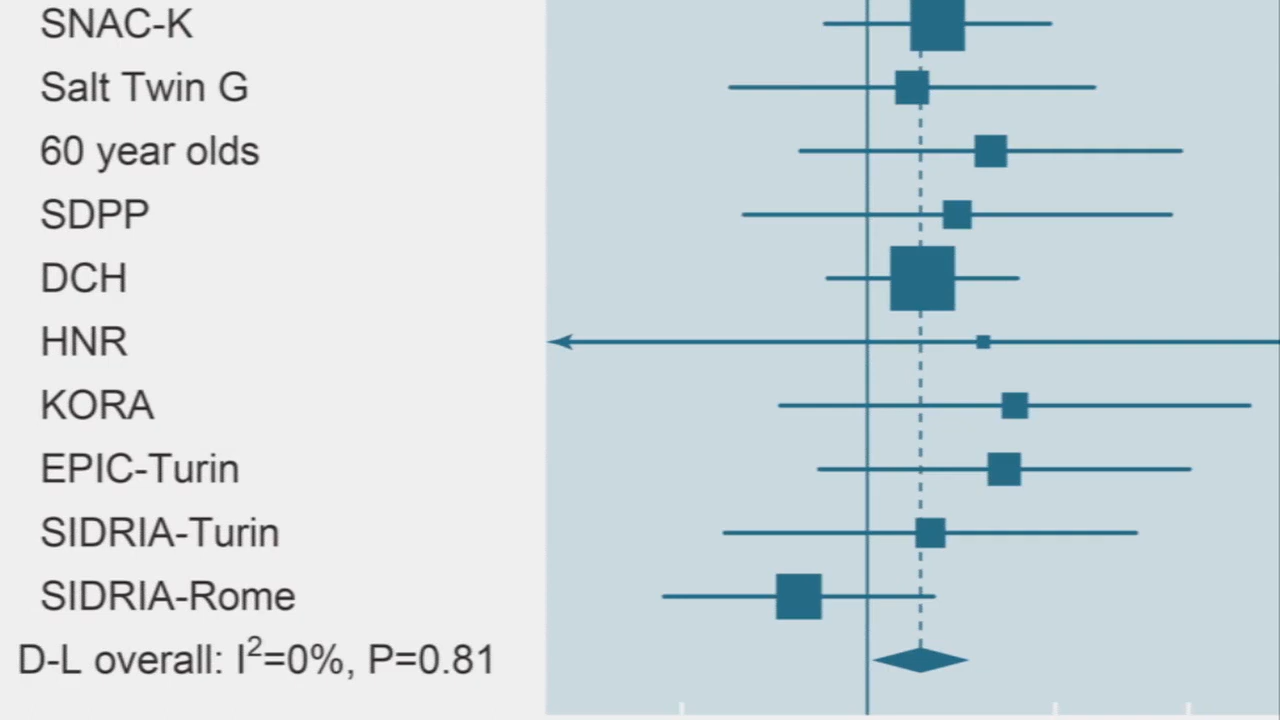 SNAC-K
Salt Twin G
60 year olds
SDPP
DCH
HNR
KORA
EPIC-Turin
SIDRIA-Turin
SIDRIA-Rome
D-L overall: I²=0%, P=0.81